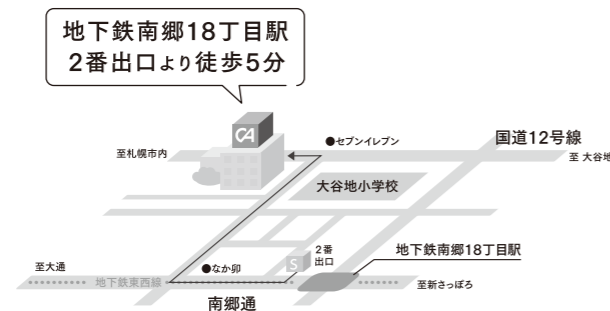 地下鉄南郷18丁目駅
2番出口より徒歩5分
CA
国道12号線
●セブンイレブン
至札幌市内
至 大谷地
大谷地小学校
2番
出口
S
地下鉄南郷18丁目駅
至大通
●なか卯
地下鉄東西線
至新さっぽろ
南郷通